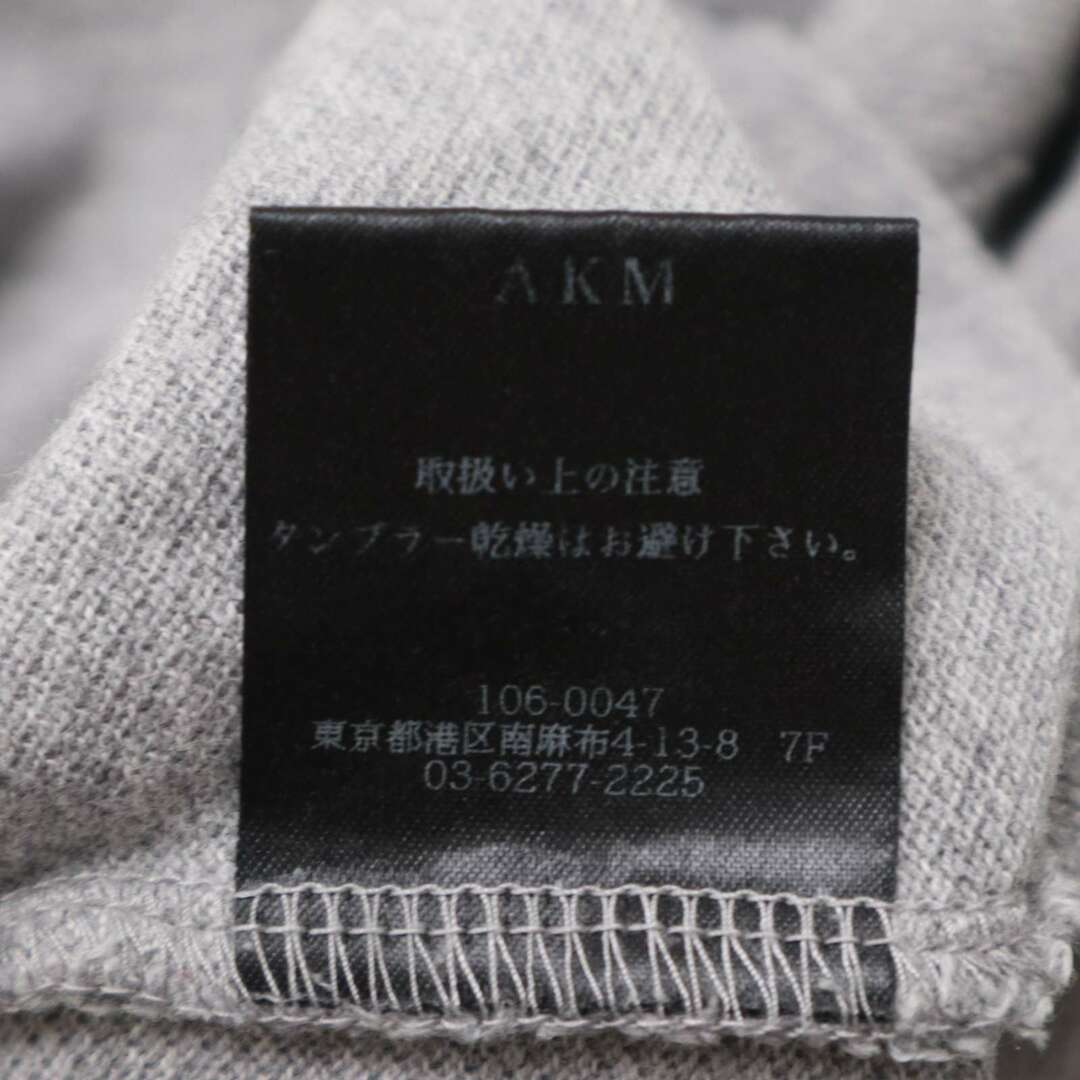 AKM
取扱い上の注意
タンブラー乾燥はお避け下さい。
106-0047
東京都港区南麻布4-13-8 7F
03-6277-2225